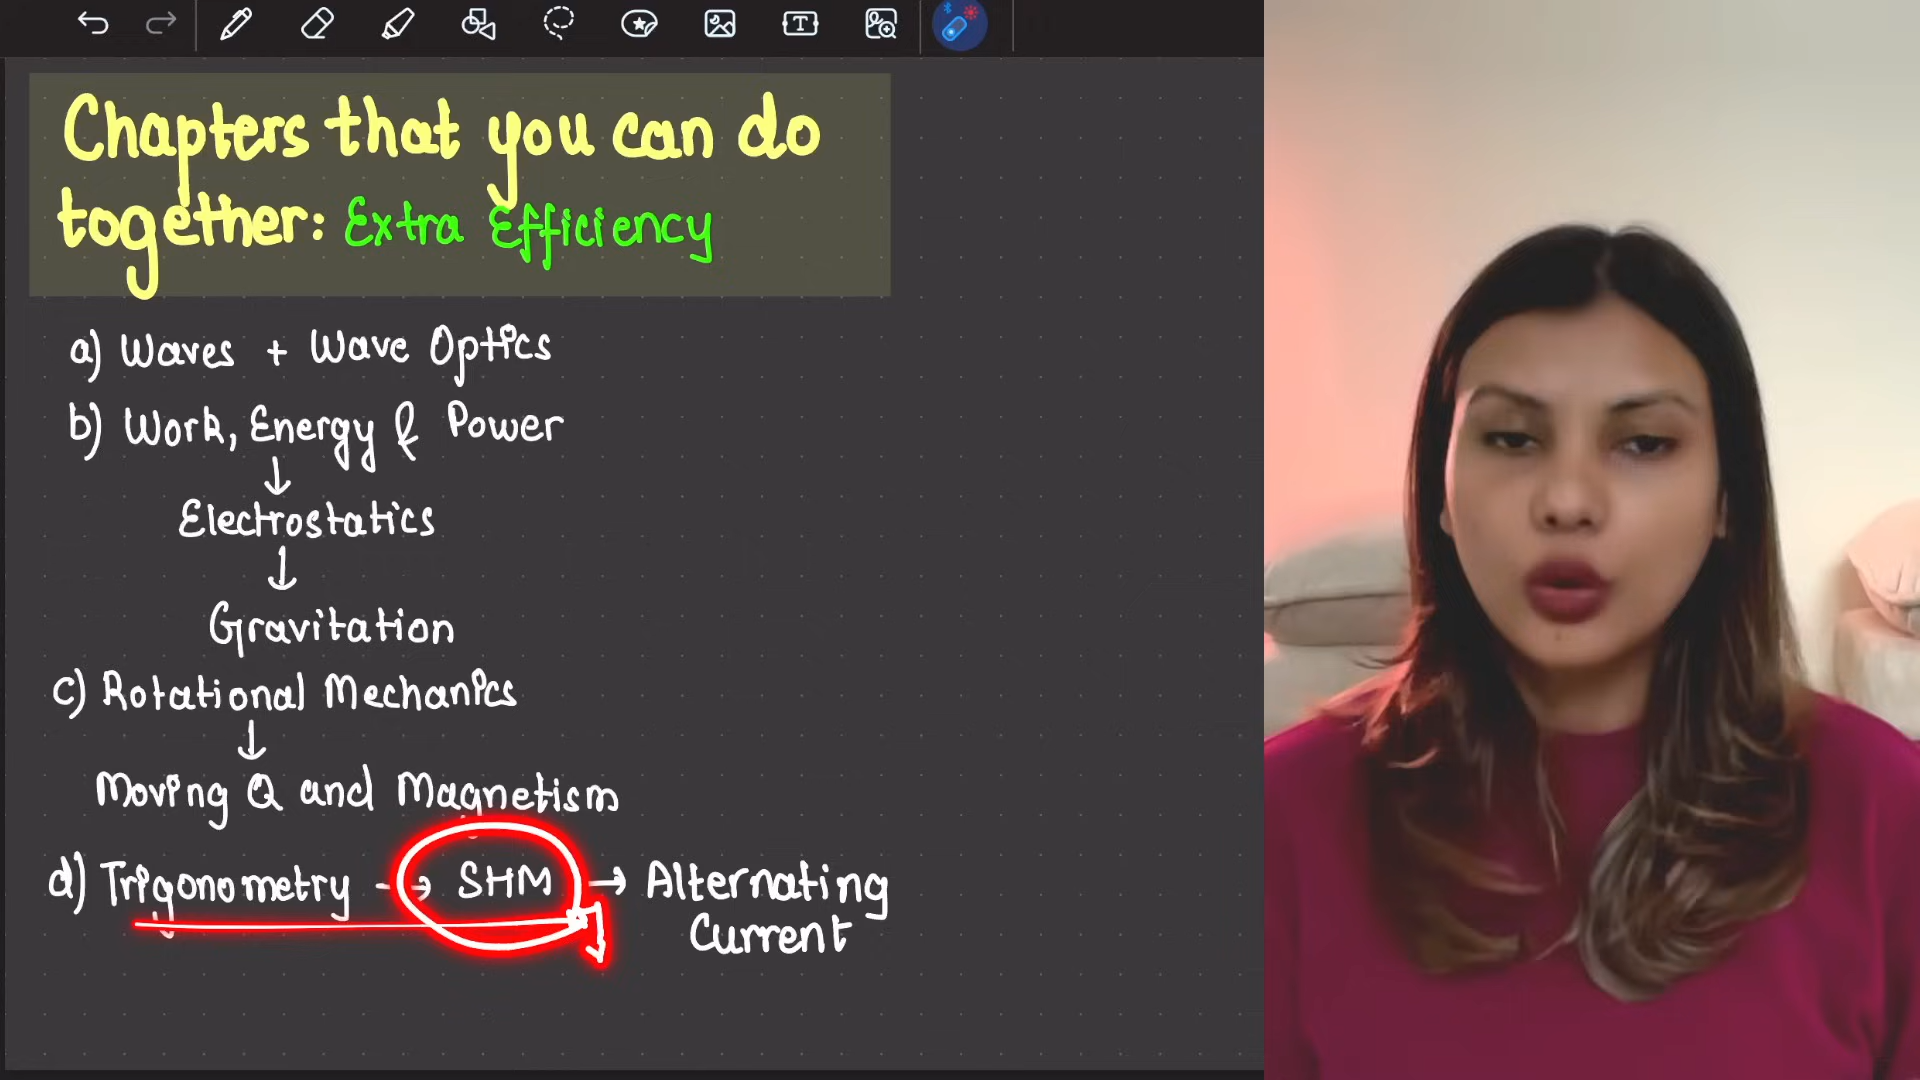 Chapters that you can do
together: Extra Efficiency
a) Waves + Wave Optics
b) Work, Energy & Power
↓
Electrostatics
↓
Gravitation
c) Rotational Mechanics
↓
Moving Q and Magnetism
d) Trigonometry --> SHM → Alternating
Current